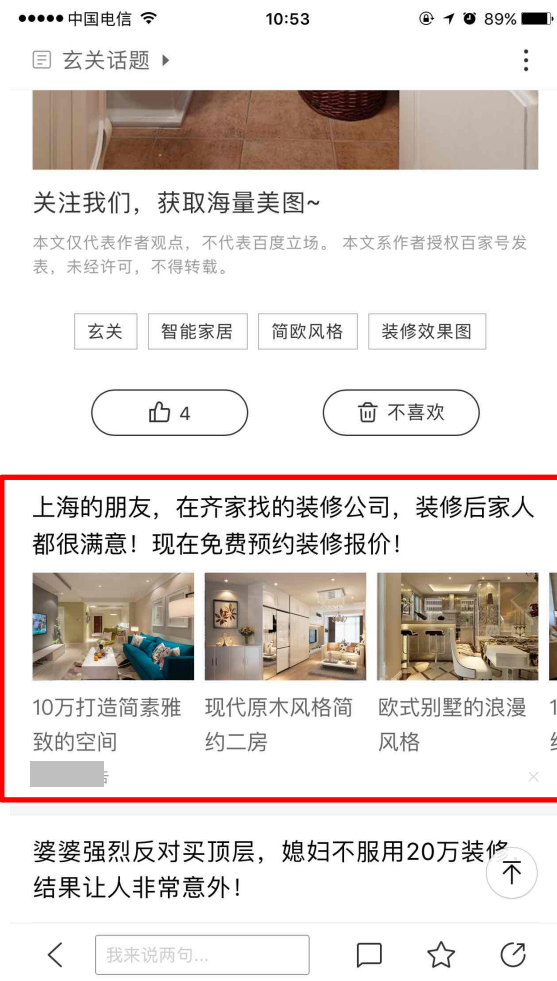 中国电信 10:53 89%
玄关话题
关注我们，获取海量美图~
本文仅代表作者观点，不代表百度立场。 本文系作者授权百家号发
表，未经许可，不得转载。
玄关 智能家居 简欧风格 装修效果图
4 不喜欢
上海的朋友，在齐家找的装修公司，装修后家人
都很满意！现在免费预约装修报价！
10万打造简素雅 现代原木风格简 欧式别墅的浪漫
致的空间 约二房 风格
婆婆强烈反对买顶层，媳妇不服用20万装修，
结果让人非常意外！
我来说两句...